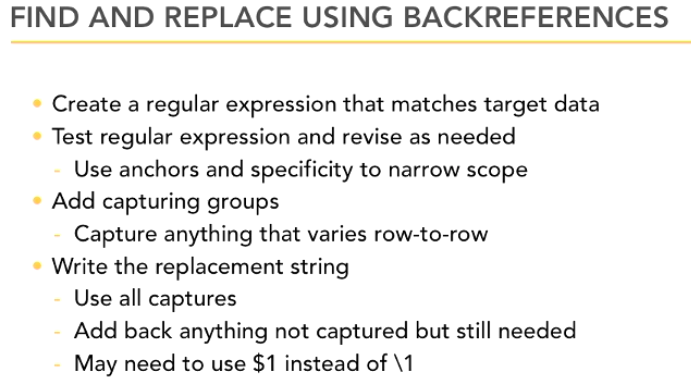 FIND AND REPLACE USING BACKREFERENCES
• Create a regular expression that matches target data
• Test regular expression and revise as needed
- Use anchors and specificity to narrow scope
• Add capturing groups
- Capture anything that varies row-to-row
• Write the replacement string
- Use all captures
- Add back anything not captured but still needed
- May need to use $1 instead of \1